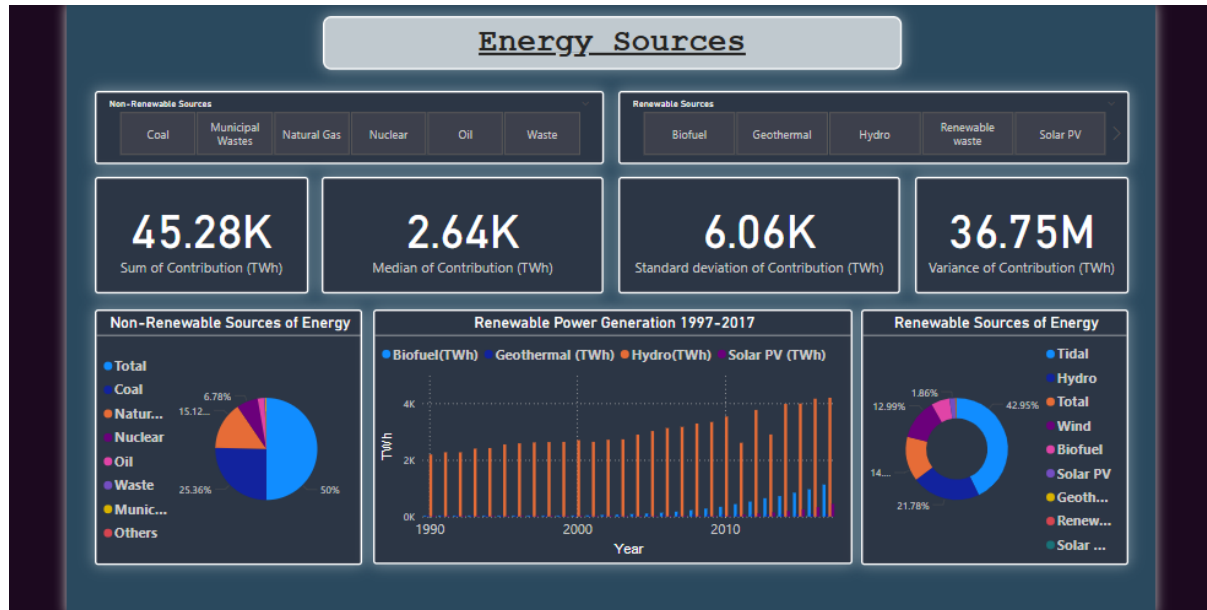 Energy Sources
Non-Renewable Sources
Coal
Municipal
Wastes
Natural Gas
Nuclear
Oil
Waste
Renewable Sources
Biofuel
Geothermal
Hydro
Renewable
waste
Solar PV
45.28K
Sum of Contribution (TWh)
2.64K
Median of Contribution (TWh)
6.06K
Standard deviation of Contribution (TWh)
36.75M
Variance of Contribution (TWh)
Non-Renewable Sources of Energy
Total
Coal
Natur...
Nuclear
Oil
Waste
Munic...
Others
6.78%
15.12...
25.36%
50%
Renewable Power Generation 1997-2017
Biofuel(TWh) Geothermal (TWh) Hydro(TWh) Solar PV (TWh)
TWh
4K
2K
0K
1990 2000 2010
Year
Renewable Sources of Energy
Tidal
Hydro
Total
Wind
Biofuel
Solar PV
Geoth...
Renew...
Solar ...
1.86%
12.99%
42.95%
14....
21.78%